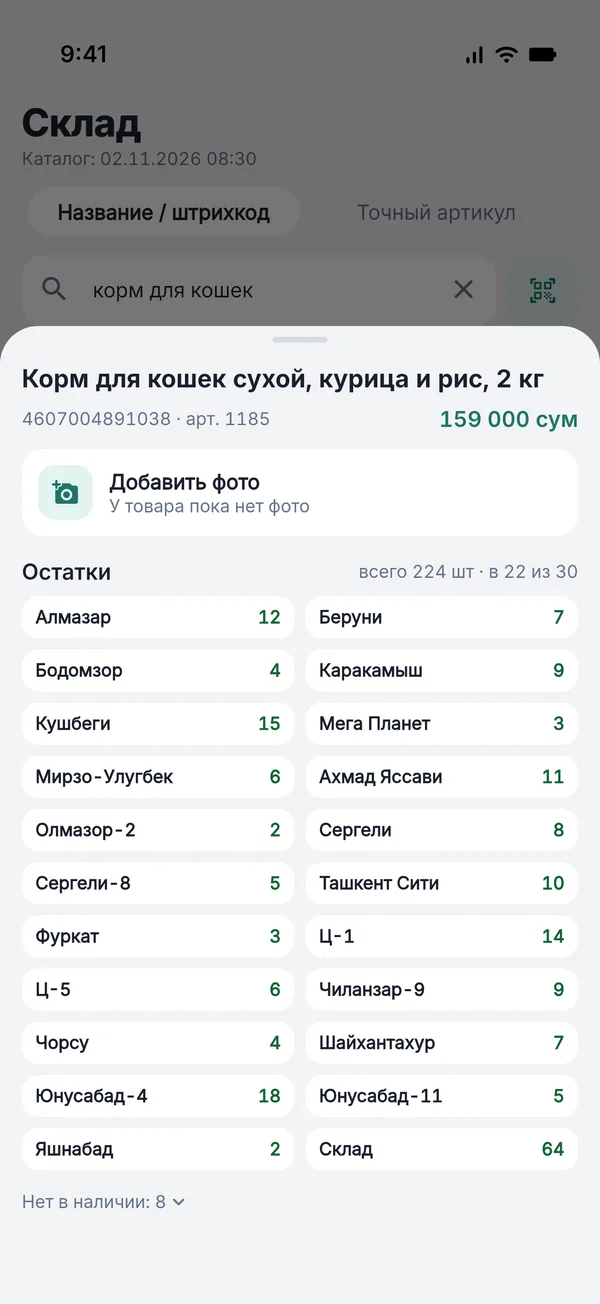 9:41
Склад
Каталог: 02.11.2026 08:30
Название / штрихкод Точный артикул
корм для кошек
Корм для кошек сухой, курица и рис, 2 кг
4607004891038 · арт. 1185 159 000 сум
Добавить фото
У товара пока нет фото
Остатки всего 224 шт · в 22 из 30
Алмазар 12 Беруни 7
Бодомзор 4 Каракамыш 9
Кушбеги 15 Мега Планет 3
Мирзо-Улугбек 6 Ахмад Яссави 11
Олмазор-2 2 Сергели 8
Сергели-8 5 Ташкент Сити 10
Фуркат 3 Ц-1 14
Ц-5 6 Чиланзар-9 9
Чорсу 4 Шайхантахур 7
Юнусабад-4 18 Юнусабад-11 5
Яшнабад 2 Склад 64
Нет в наличии: 8